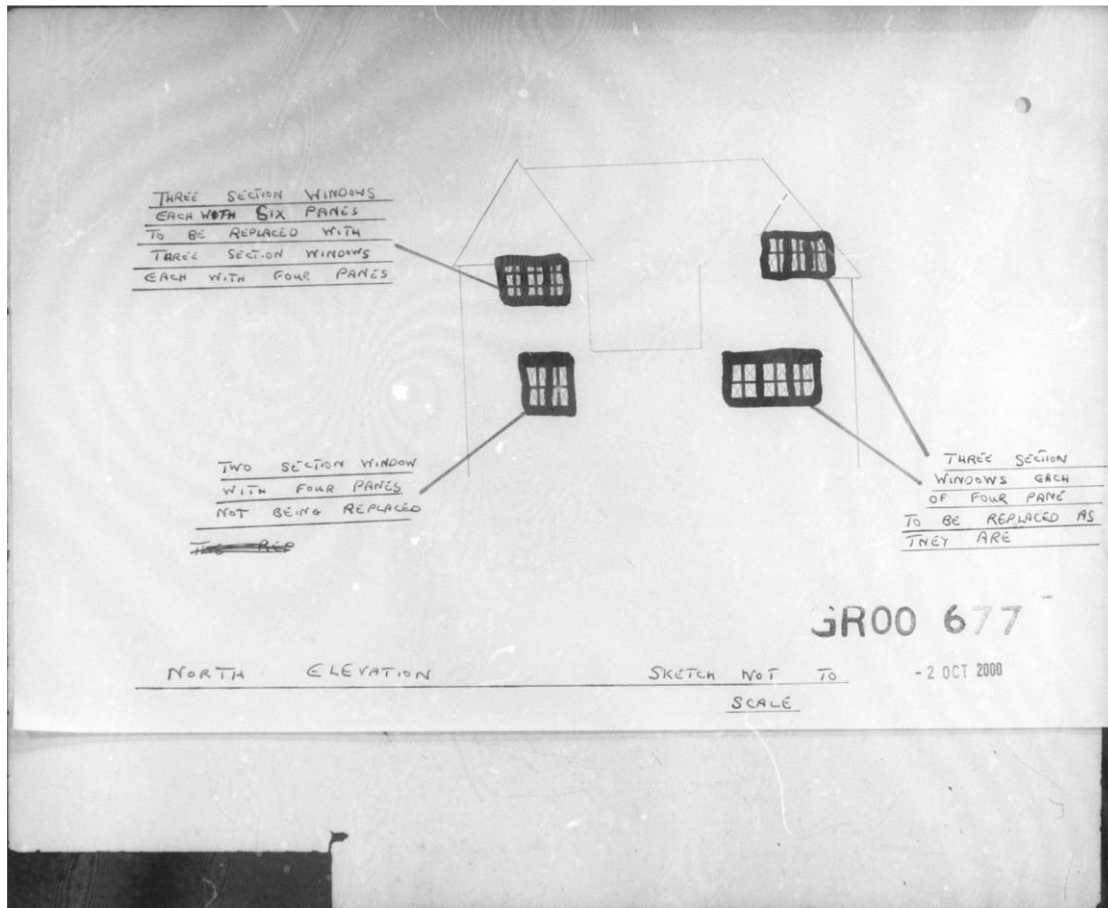 THREE SECTION WINDOWS
EACH WITH SIX PANES
TO BE REPLACED WITH
THREE SECTION WINDOWS
EACH WITH FOUR PANES
TWO SECTION WINDOW
WITH FOUR PANES
NOT BEING REPLACED
THE REP
THREE SECTION
WINDOWS EACH
OF FOUR PANE
TO BE REPLACED AS
THEY ARE
GR00 677
-2 OCT 2000
NORTH ELEVATION
SKETCH NOT TO
SCALE